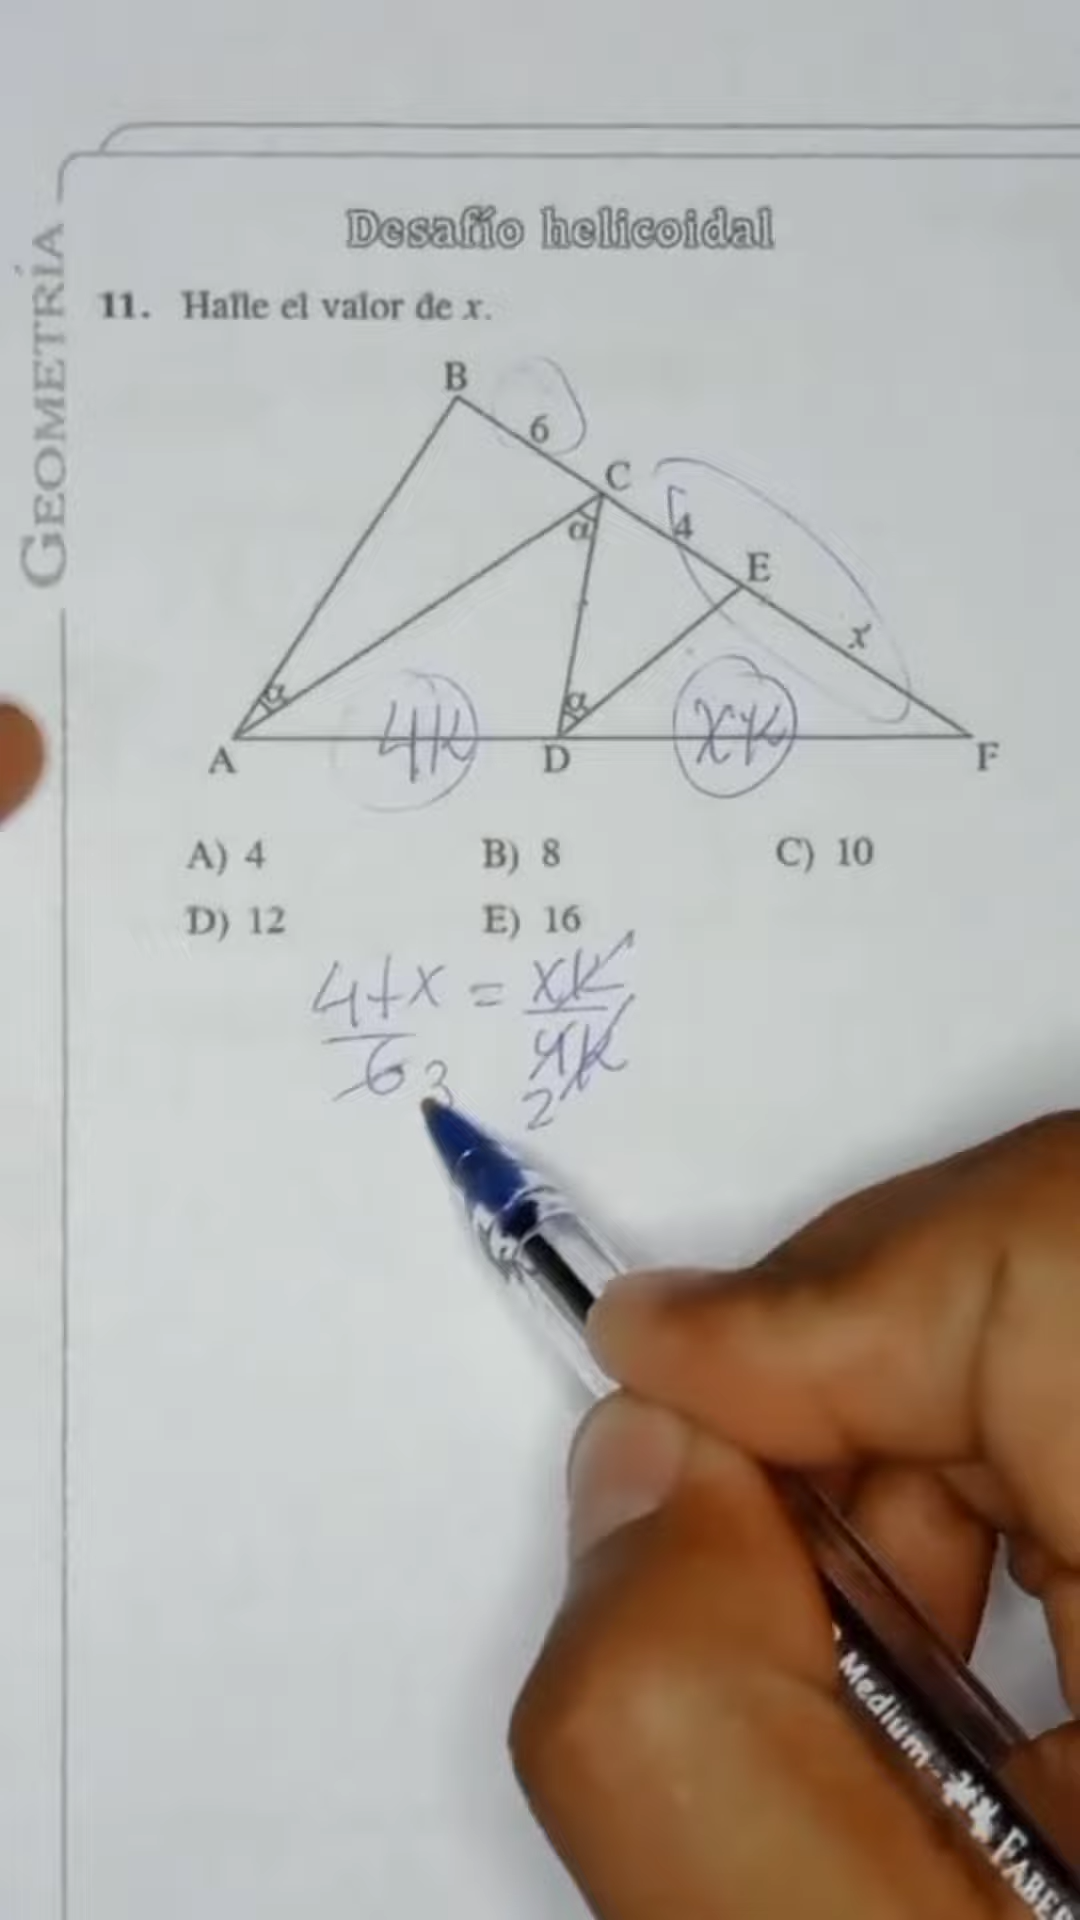 GEOMETRÍA
Desafío helicoidal
11. Halle el valor de x.
B
6
C
α
4
E
α
x
α
4k
xk
A
D
F
A) 4 B) 8 C) 10
D) 12 E) 16
4+x = xk
6 3 4k
2
Medium
FABER